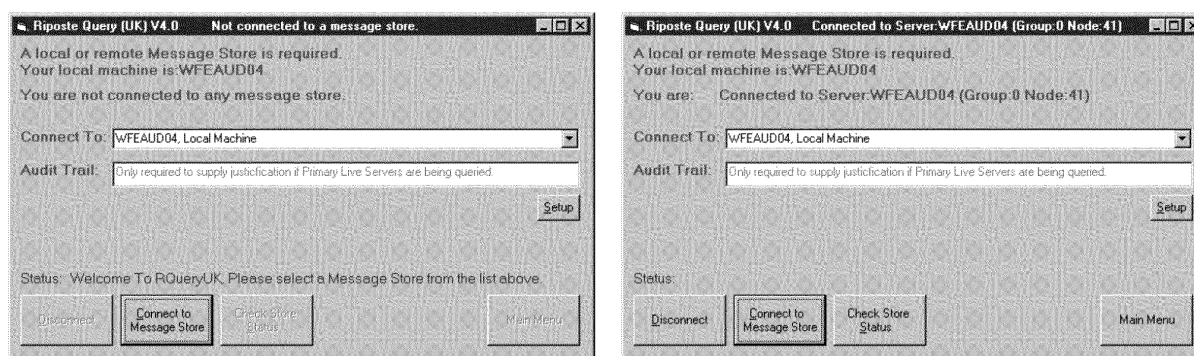 Riposte Query (UK) V4.0 Not connected to a message store.
A local or remote Message Store is required.
Your local machine is:WFEAUD04
You are not connected to any message store.
Connect To: WFEAUD04, Local Machine
Audit Trail: Only required to supply justicfication if Primary Live Servers are being queried.
Setup
Status: Welcome To RQueryUK, Please select a Message Store from the list above.
Disconnect
Connect to
Message Store
Check Store
Status
Main Menu
Riposte Query (UK) V4.0 Connected to Server:WFEAUD04 (Group:0 Node:41)
A local or remote Message Store is required.
Your local machine is:WFEAUD04
You are: Connected to Server:WFEAUD04 (Group:0 Node:41)
Connect To: WFEAUD04, Local Machine
Audit Trail: Only required to supply justicfication if Primary Live Servers are being queried.
Setup
Status:
Disconnect
Connect to
Message Store
Check Store
Status
Main Menu